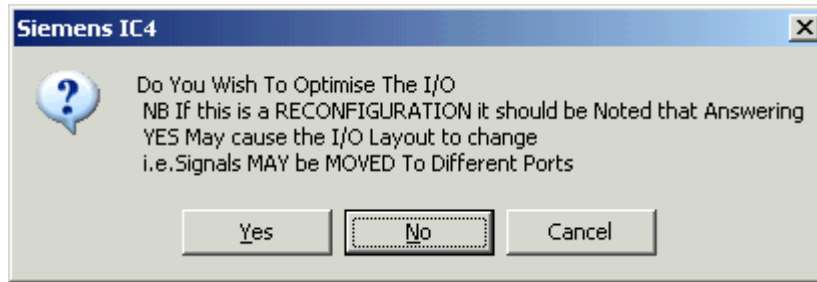 Siemens IC4
Do You Wish To Optimise The I/O
NB If this is a RECONFIGURATION it should be Noted that Answering
YES May cause the I/O Layout to change
i.e.Signals MAY be MOVED To Different Ports
Yes No Cancel